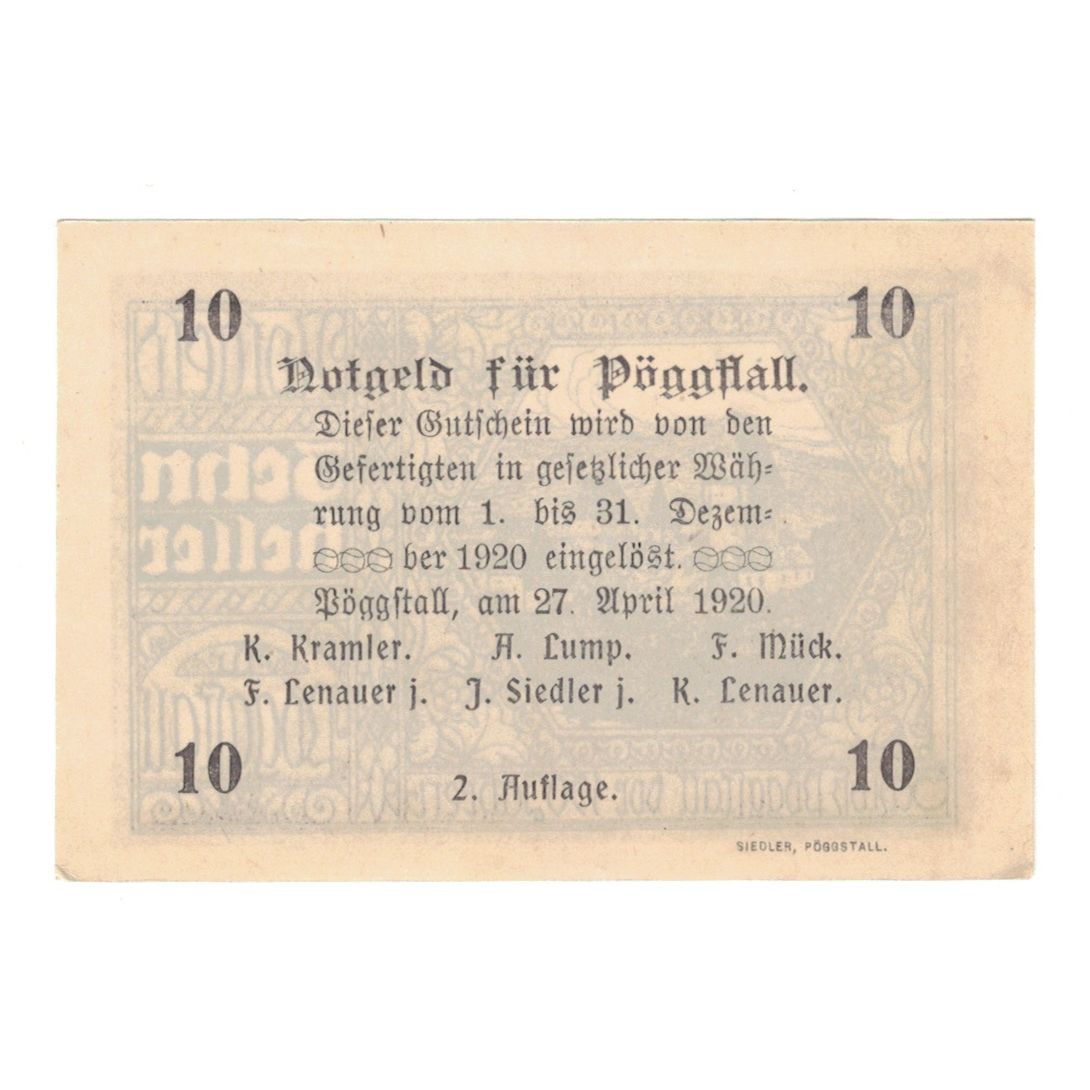 10 10
Notgeld für Pöggstall.
Dieser Gutschein wird von den
Gefertigten in gesetzlicher Wäh-
rung vom 1. bis 31. Dezem-
ber 1920 eingelöst.
Pöggstall, am 27. April 1920.
K. Kramler. A. Lump. F. Mück.
F. Lenauer j. J. Siedler j. K. Lenauer.
10 10
2. Auflage.
SIEDLER, PÖGGSTALL.